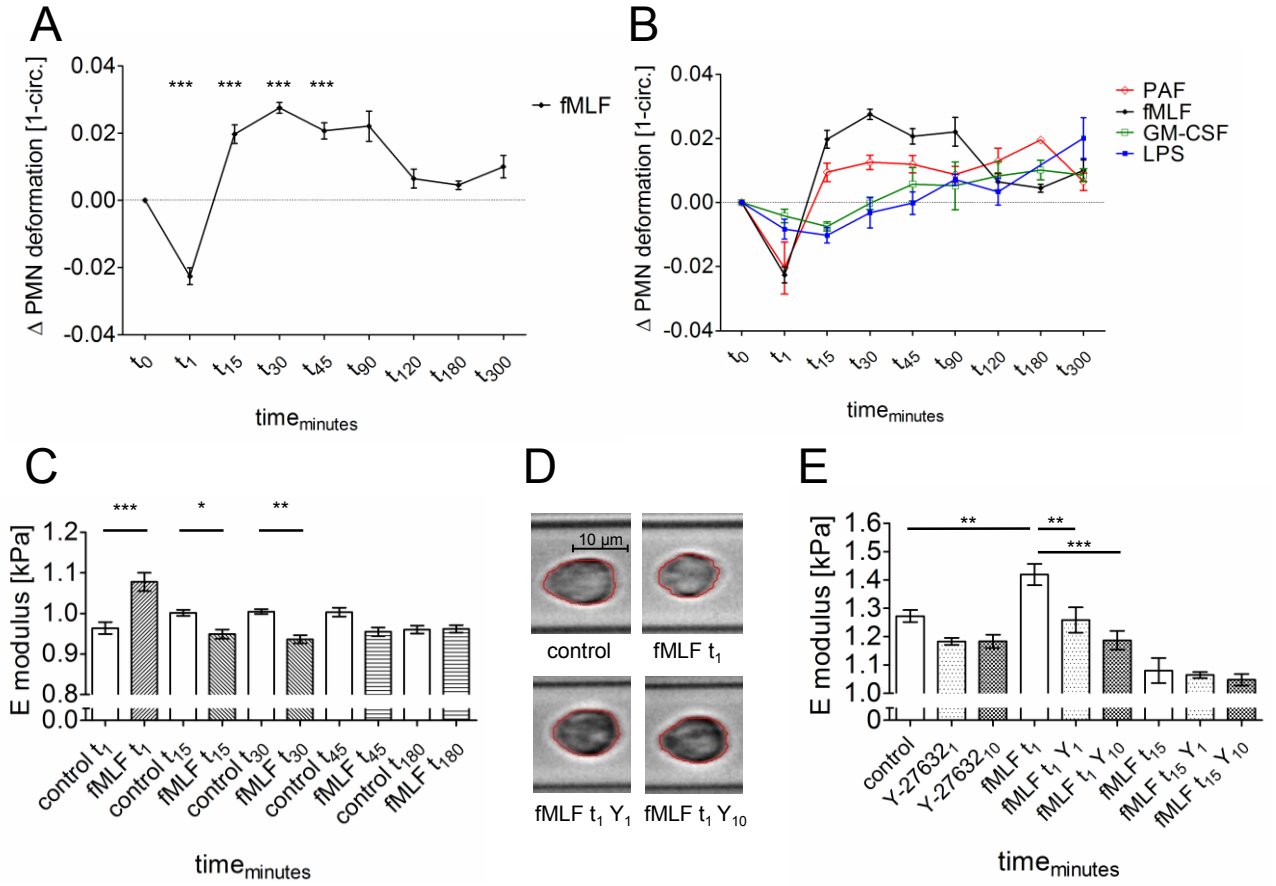 A
Δ PMN deformation [1-circ.]
0.04
0.02
0.00
-0.02
-0.04
*** *** *** ***
fMLF
t0 t1 t15 t30 t45 t90 t120 t180 t300
timeminutes
B
Δ PMN deformation [1-circ.]
0.04
0.02
0.00
-0.02
-0.04
PAF
fMLF
GM-CSF
LPS
t0 t1 t15 t30 t45 t90 t120 t180 t300
timeminutes
C
E modulus [kPa]
1.2
1.1
1.0
0.9
0.8
0.0
*** * **
control t1
fMLF t1
control t15
fMLF t15
control t30
fMLF t30
control t45
fMLF t45
control t180
fMLF t180
timeminutes
D
10 µm
control
fMLF t1
fMLF t1 Y1
fMLF t1 Y10
E
E modulus [kPa]
1.6
1.5
1.4
1.3
1.2
1.1
1.0
0
** **
***
control
Y-276321
Y-2763210
fMLF t1
fMLF t1 Y1
fMLF t1 Y10
fMLF t15
fMLF t15 Y1
fMLF t15 Y10
timeminutes